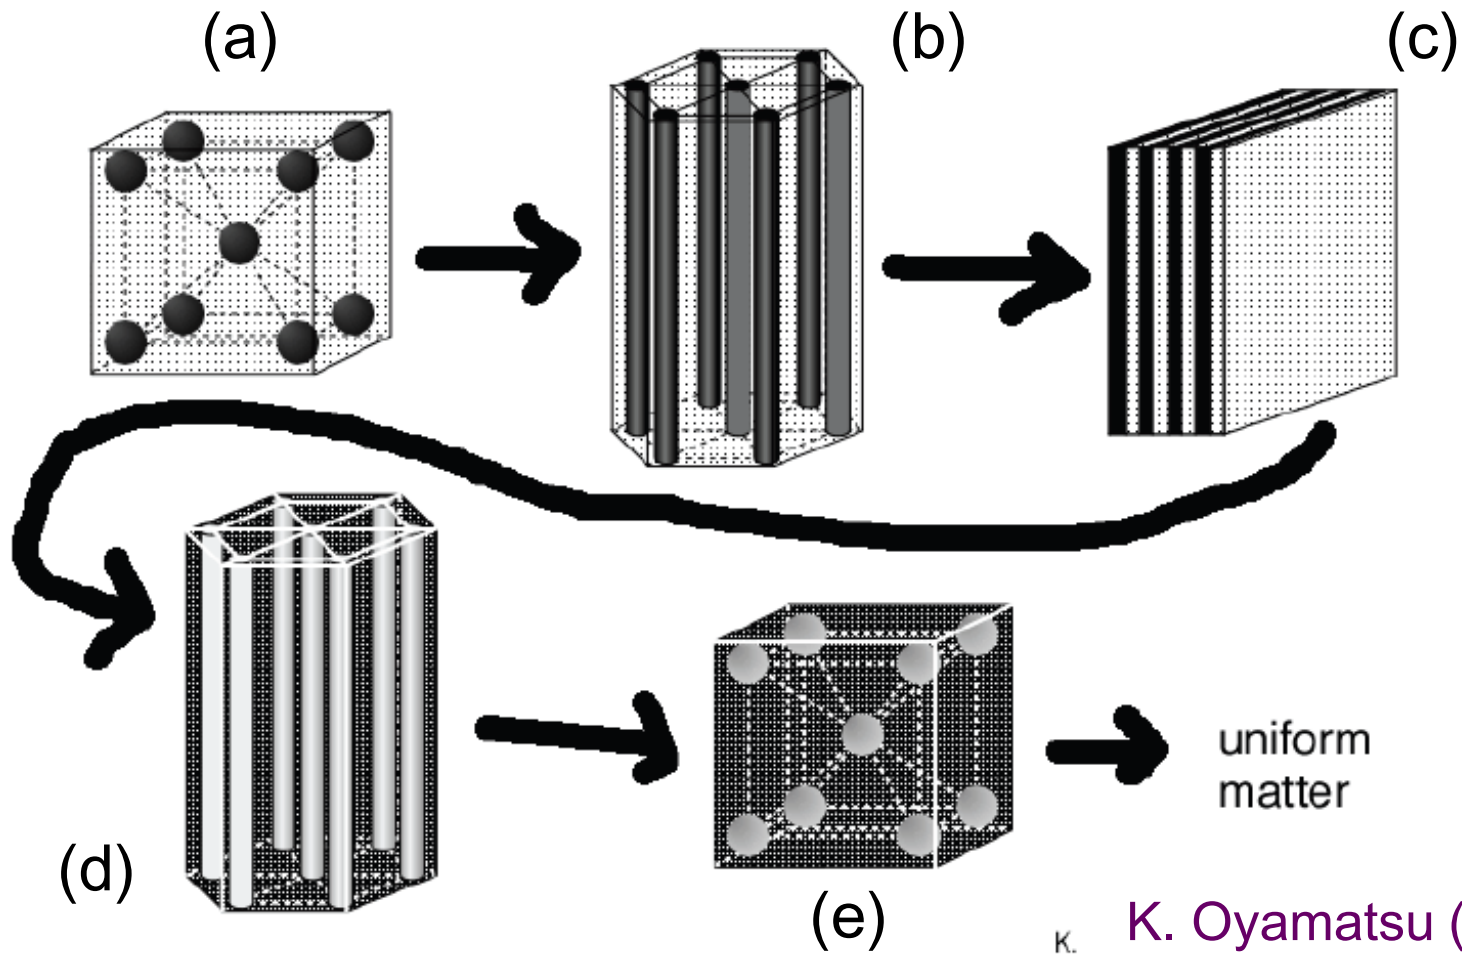 (a)
(b)
(c)
(d)
(e)
uniform
matter
K.
K. Oyamatsu (